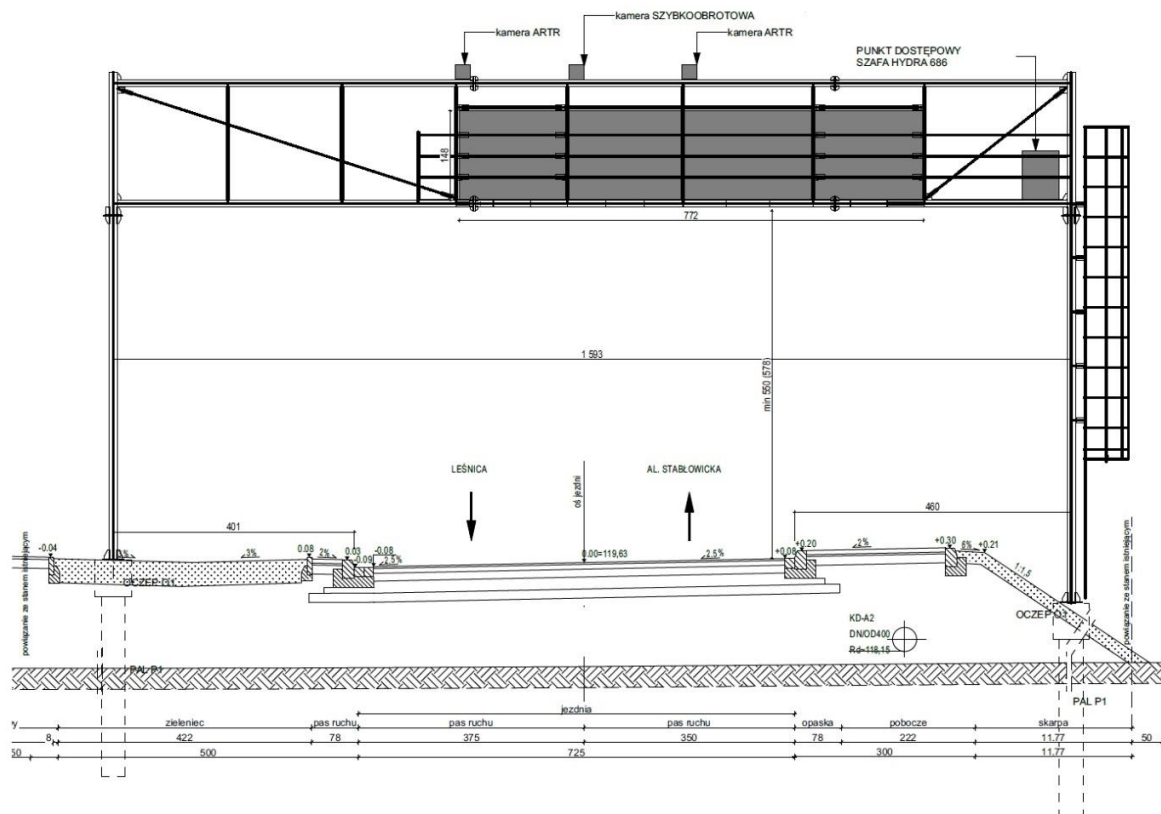 kamera SZYBKOOBROTOWA
kamera ARTR
kamera ARTR
PUNKT DOSTĘPOWY
SZAFA HYDRA 686
148
772
1 593
min 550 (578)
LEŚNICA
AL. STABŁOWICKA
oś jezdni
401
460
powiązanie ze stanem istniejącym
powiązanie ze stanem istniejącym
-0.04
3%
0.08
2%
0.03
-0.09
-0.08
2.5%
0.00=119,63
2,5%
+0.08
+0.20
2%
+0.30
6%
+0.21
1:1,5
OCZEP
OCZEP
KD-A2
DN/OD400
Rd=118,15
PAL P1
PAL P1
jezdnia
zieleniec
pas ruchu
pas ruchu
pas ruchu
opaska
pobocze
skarpa
8
422
78
375
350
78
222
11.77
50
50
500
725
300
11.77